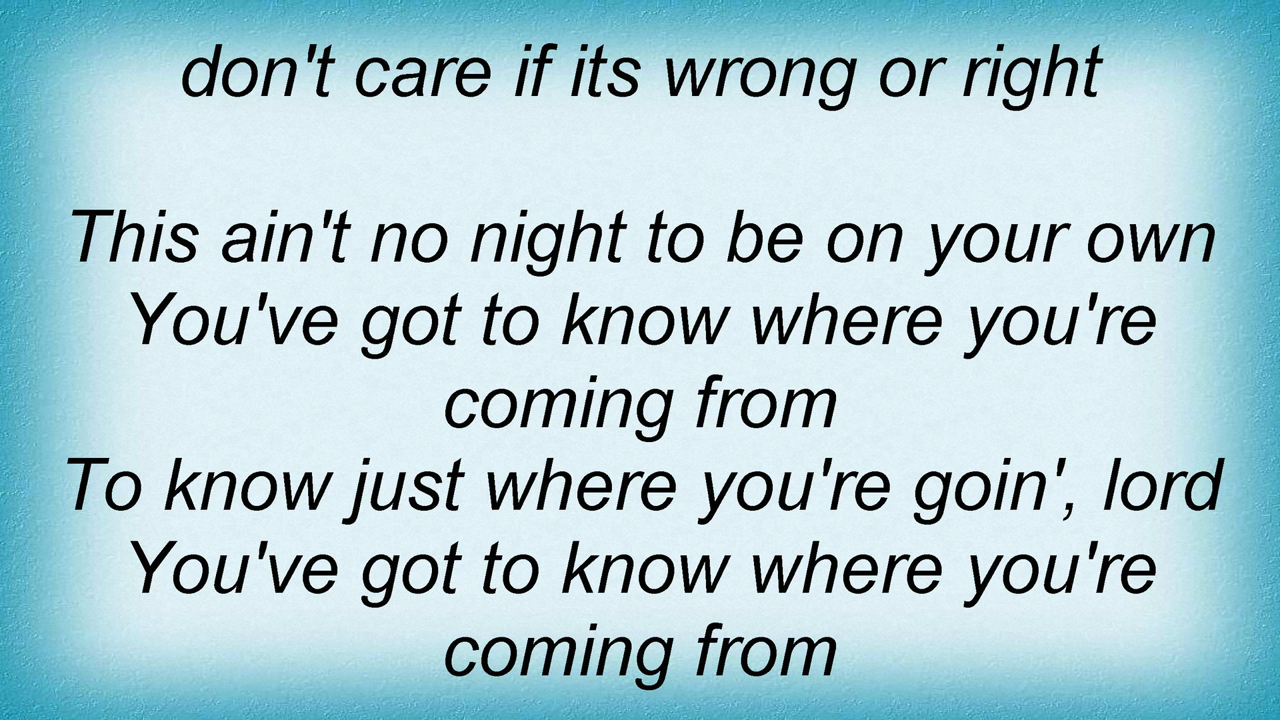 don't care if its wrong or right
This ain't no night to be on your own
You've got to know where you're
coming from
To know just where you're goin', lord
You've got to know where you're
coming from